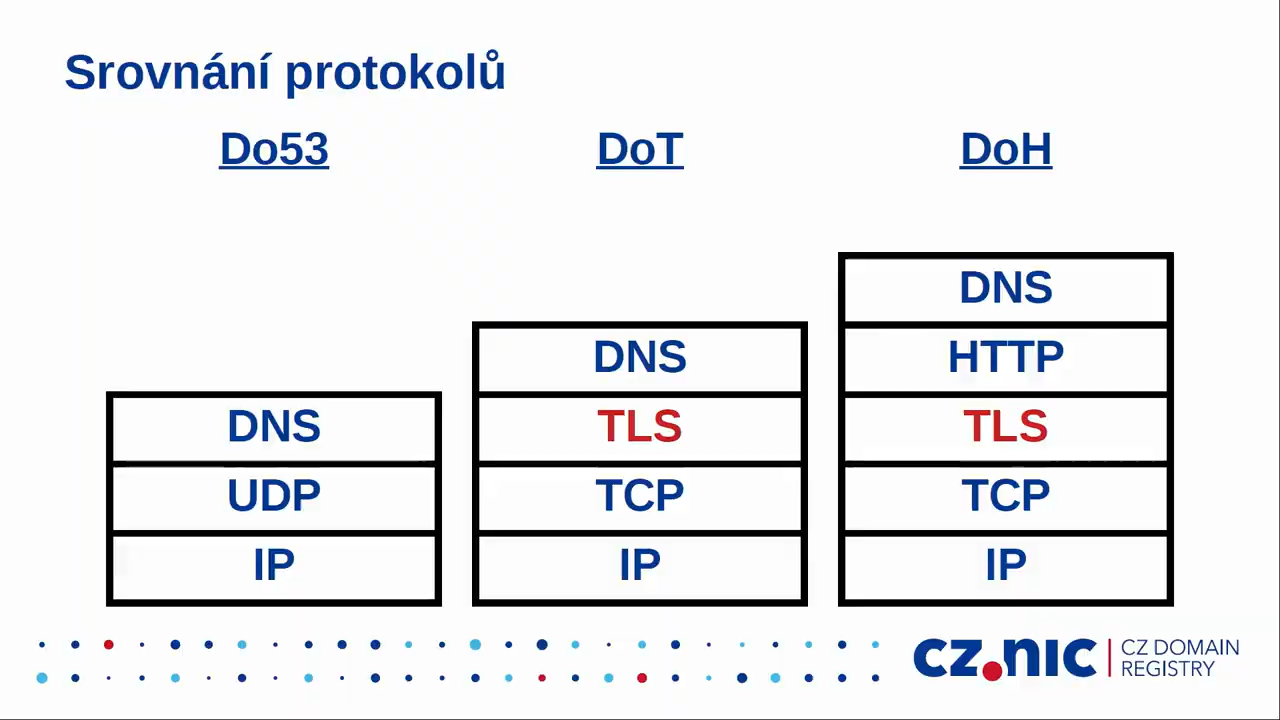 Srovnání protokolů
Do53
DNS
UDP
IP
DoT
DNS
TLS
TCP
IP
DoH
DNS
HTTP
TLS
TCP
IP
CZ.NIC
CZ DOMAIN
REGISTRY